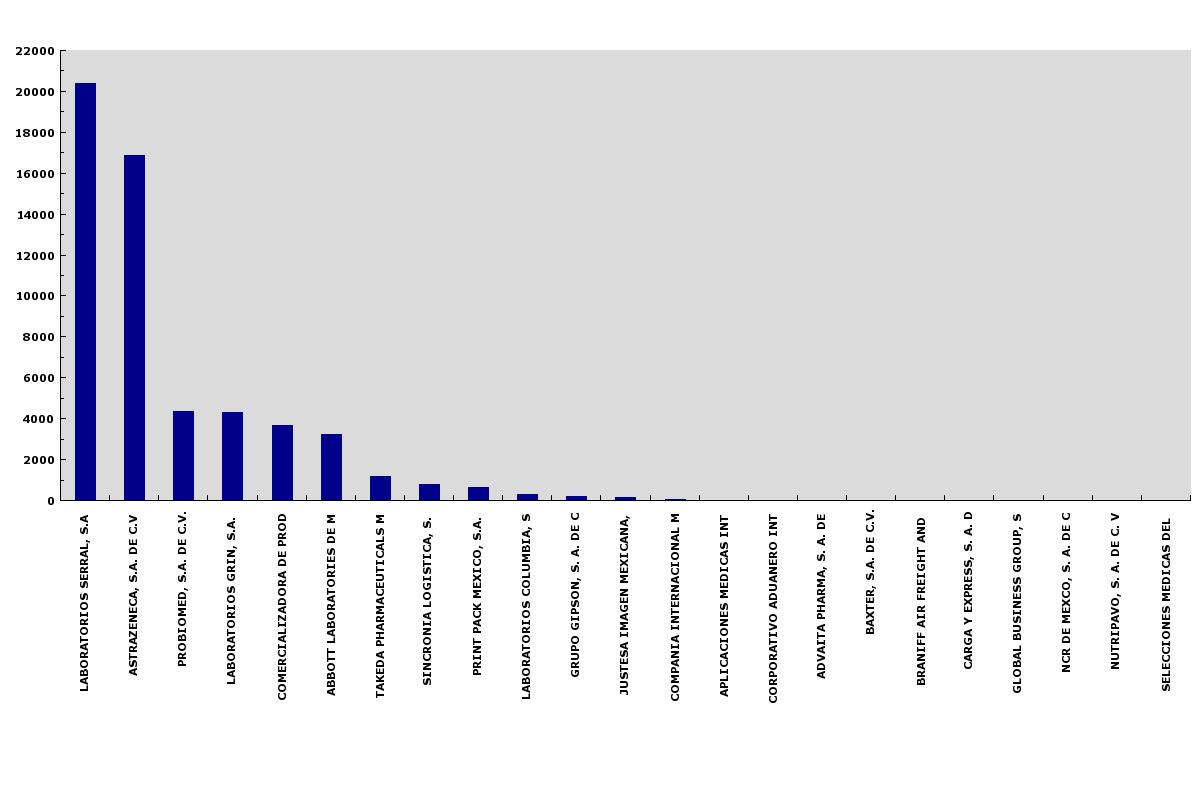 22000
20000
18000
16000
14000
12000
10000
8000
6000
4000
2000
0
LABORATORIOS SERRAL, S.A
ASTRAZENECA, S.A. DE C.V
PROBIOMED, S.A. DE C.V.
LABORATORIOS GRIN, S.A.
COMERCIALIZADORA DE PROD
ABBOTT LABORATORIES DE M
TAKEDA PHARMACEUTICALS M
SINCRONIA LOGISTICA, S.
PRINT PACK MEXICO, S.A.
LABORATORIOS COLUMBIA, S
GRUPO GIPSON, S. A. DE C
JUSTESA IMAGEN MEXICANA,
COMPANIA INTERNACIONAL M
APLICACIONES MEDICAS INT
CORPORATIVO ADUANERO INT
ADVAITA PHARMA, S. A. DE
BAXTER, S.A. DE C.V.
BRANIFF AIR FREIGHT AND
CARGA Y EXPRESS, S. A. D
GLOBAL BUSINESS GROUP, S
NCR DE MEXCO, S. A. DE C
NUTRIPAVO, S. A. DE C. V
SELECCIONES MEDICAS DEL